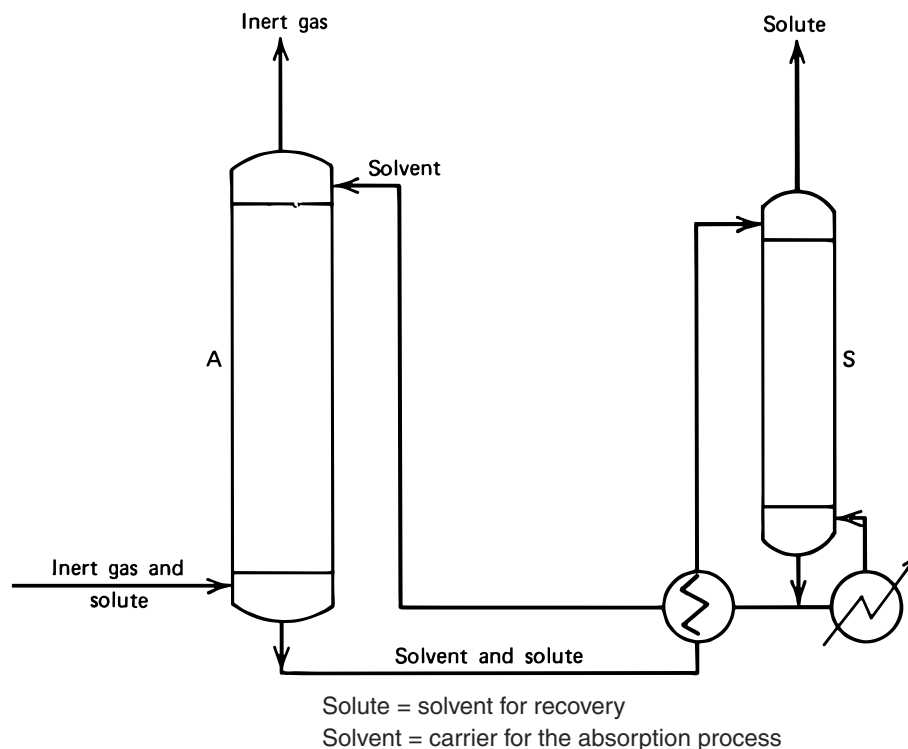 Inert gas
Solute
Solvent
A
S
Inert gas and
solute
Solvent and solute
Solute = solvent for recovery
Solvent = carrier for the absorption process